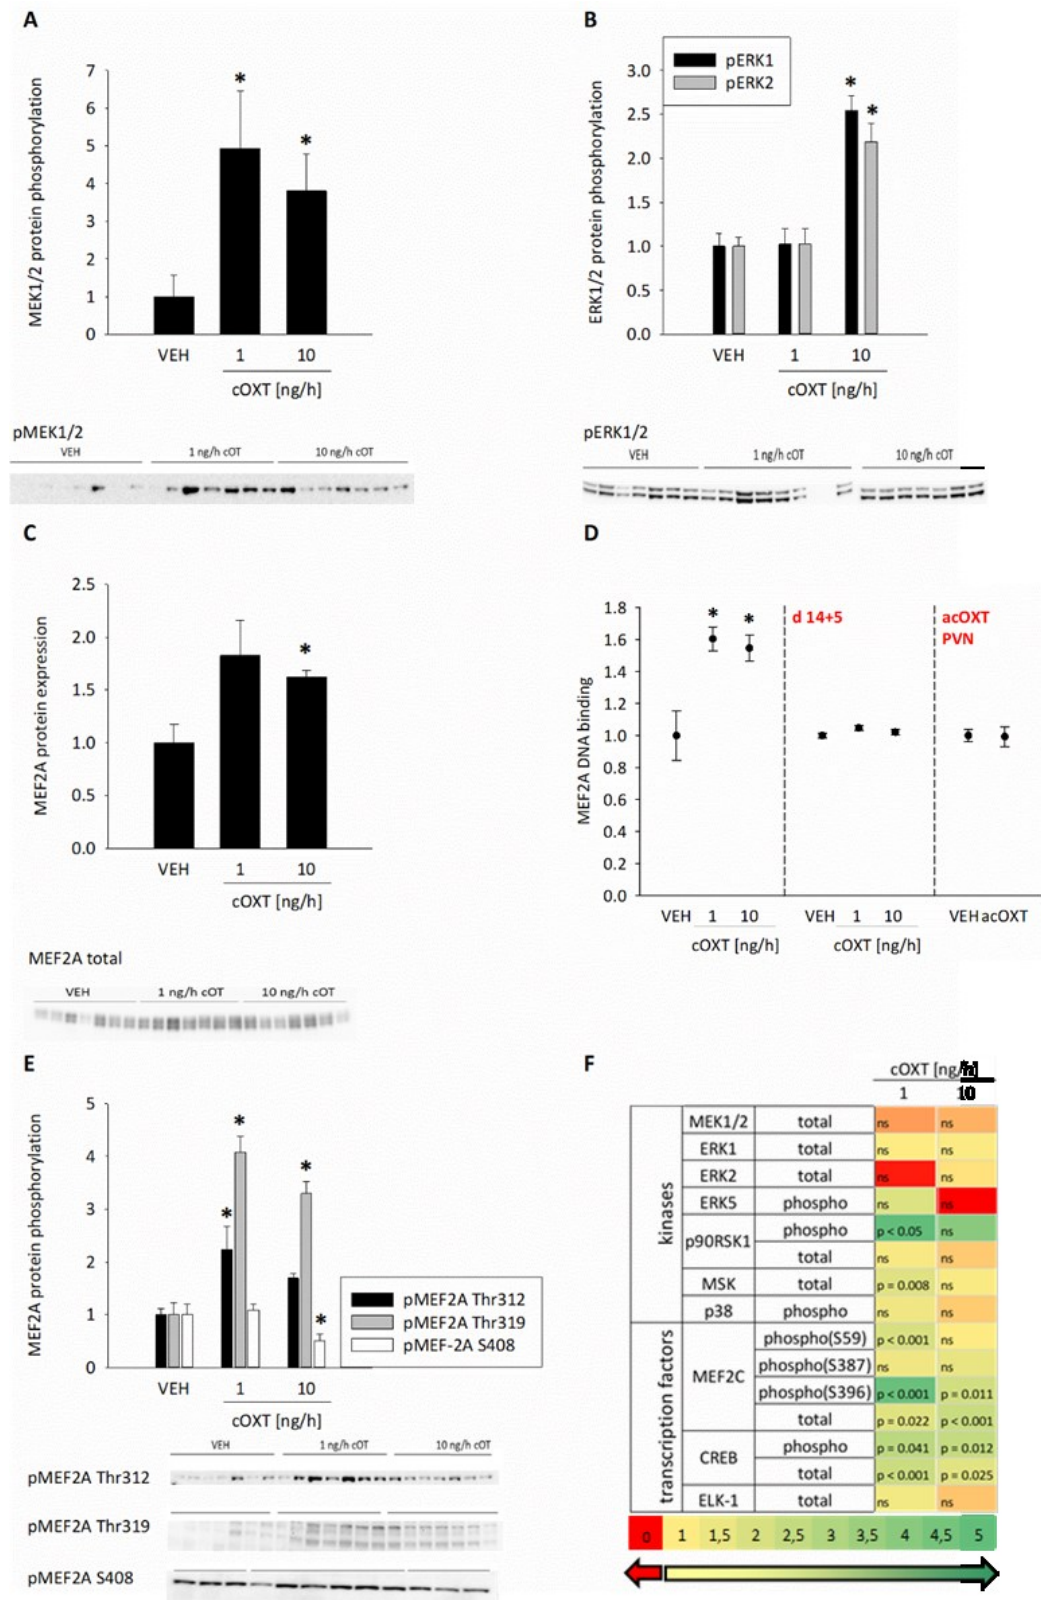 A
7
6
5
4
3
2
1
0
MEK1/2 protein phosphorylation
*
*
VEH
1
10
cOXT [ng/h]
pMEK1/2
VEH
1 ng/h cOT
10 ng/h cOT
B
pERK1
pERK2
3.0
2.5
2.0
1.5
1.0
0.5
0.0
ERK1/2 protein phosphorylation
*
*
VEH
1
10
cOXT [ng/h]
pERK1/2
VEH
1 ng/h cOT
10 ng/h cOT
C
2.5
2.0
1.5
1.0
0.5
0.0
MEF2A protein expression
*
VEH
1
10
cOXT [ng/h]
MEF2A total
VEH
1 ng/h cOT
10 ng/h cOT
D
1.8
1.6
1.4
1.2
1.0
0.8
0.6
0.4
0.2
0.0
MEF2A DNA binding
*
*
d 14+5
acOXT
PVN
VEH 1 10
cOXT [ng/h]
VEH 1 10
cOXT [ng/h]
VEH acOXT
E
5
4
3
2
1
0
MEF2A protein phosphorylation
*
*
*
*
pMEF2A Thr312
pMEF2A Thr319
pMEF-2A S408
VEH
1
10
cOXT [ng/h]
VEH
1 ng/h cOT
10 ng/h cOT
pMEF2A Thr312
pMEF2A Thr319
pMEF2A S408
F
cOXT [ng/h]
1 10
kinases
MEK1/2 total ns ns
ERK1 total ns ns
ERK2 total ns ns
ERK5 phospho ns ns
p90RSK1 phospho p < 0.05 ns
total ns ns
MSK total p = 0.008 ns
p38 phospho ns ns
transcription factors
MEF2C phospho(S59) p < 0.001 ns
phospho(S387) ns ns
phospho(S396) p < 0.001 p = 0.011
total p = 0.022 p < 0.001
CREB phospho p = 0.041 p = 0.012
total p < 0.001 p = 0.025
ELK-1 total ns ns
0 1 1,5 2 2,5 3 3,5 4 4,5 5